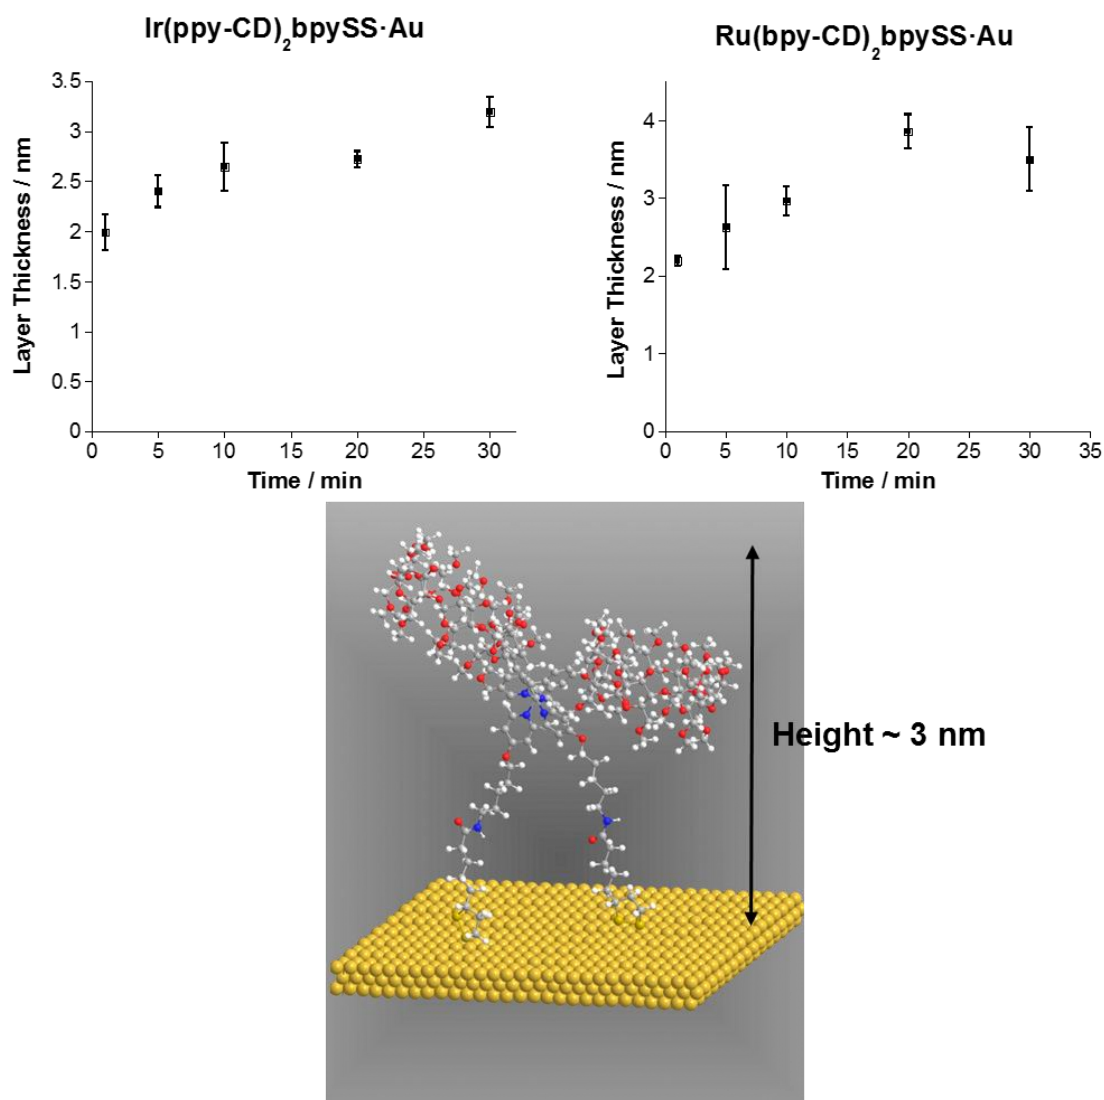 Ir(ppy-CD)₂bpySS·Au
3.5
3
2.5
2
1.5
1
0.5
0
Layer Thickness / nm
0 5 10 15 20 25 30
Time / min
Ru(bpy-CD)₂bpySS·Au
4
3
2
1
0
Layer Thickness / nm
0 5 10 15 20 25 30 35
Time / min
Height ~ 3 nm